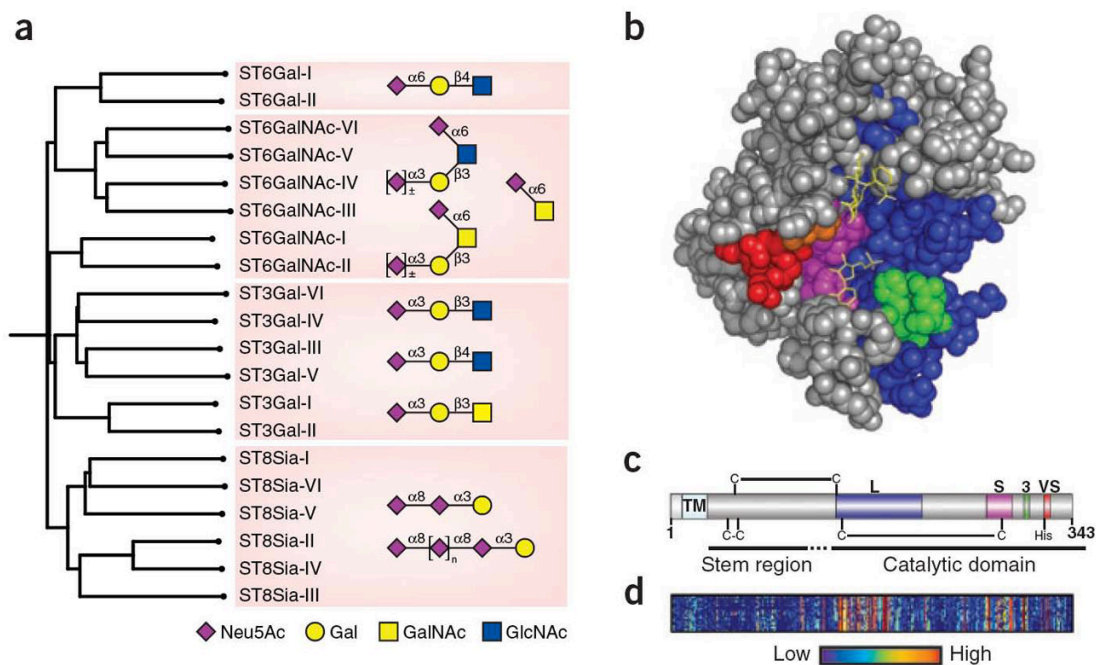 a
ST6Gal-I
ST6Gal-II
α6 β4
ST6GalNAc-VI
ST6GalNAc-V
ST6GalNAc-IV
ST6GalNAc-III
ST6GalNAc-I
ST6GalNAc-II
α6
[ ]α3 β3
±
α6
α6
[ ]α3 β3
±
ST3Gal-VI
ST3Gal-IV
ST3Gal-III
ST3Gal-V
ST3Gal-I
ST3Gal-II
α3 β3
α3 β4
α3 β3
ST8Sia-I
ST8Sia-VI
ST8Sia-V
ST8Sia-II
ST8Sia-IV
ST8Sia-III
α8 α3
α8 [ ]n α8 α3
Neu5Ac Gal GalNAc GlcNAc
b
c
C C
TM L S 3 VS
1 C-C C C His 343
Stem region Catalytic domain
d
Low High